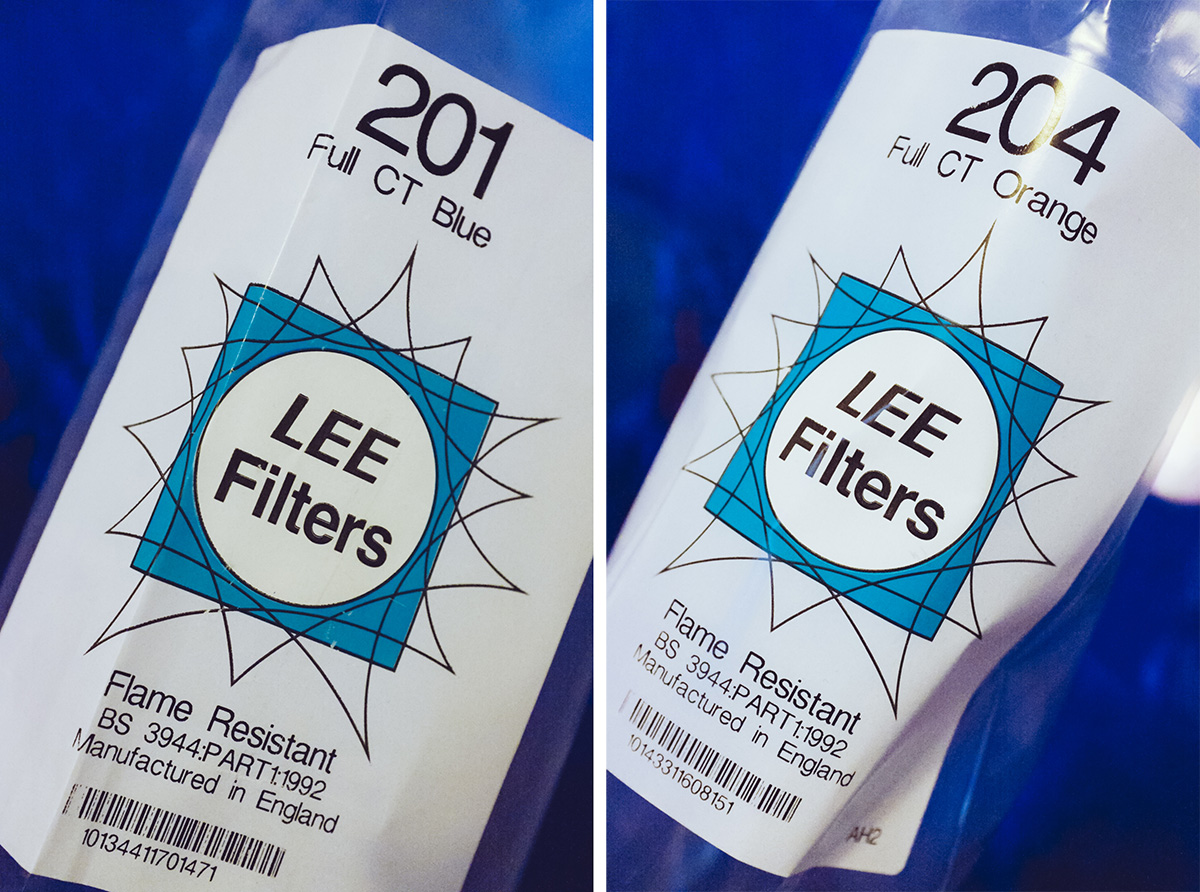 201
Full CT Blue
LEE
Filters
Flame Resistant
BS 3944:PART1:1992
Manufactured in England
10134411701471
204
Full CT Orange
LEE
Filters
Flame Resistant
BS 3944:PART1:1992
Manufactured in England
10143311608151
AH2